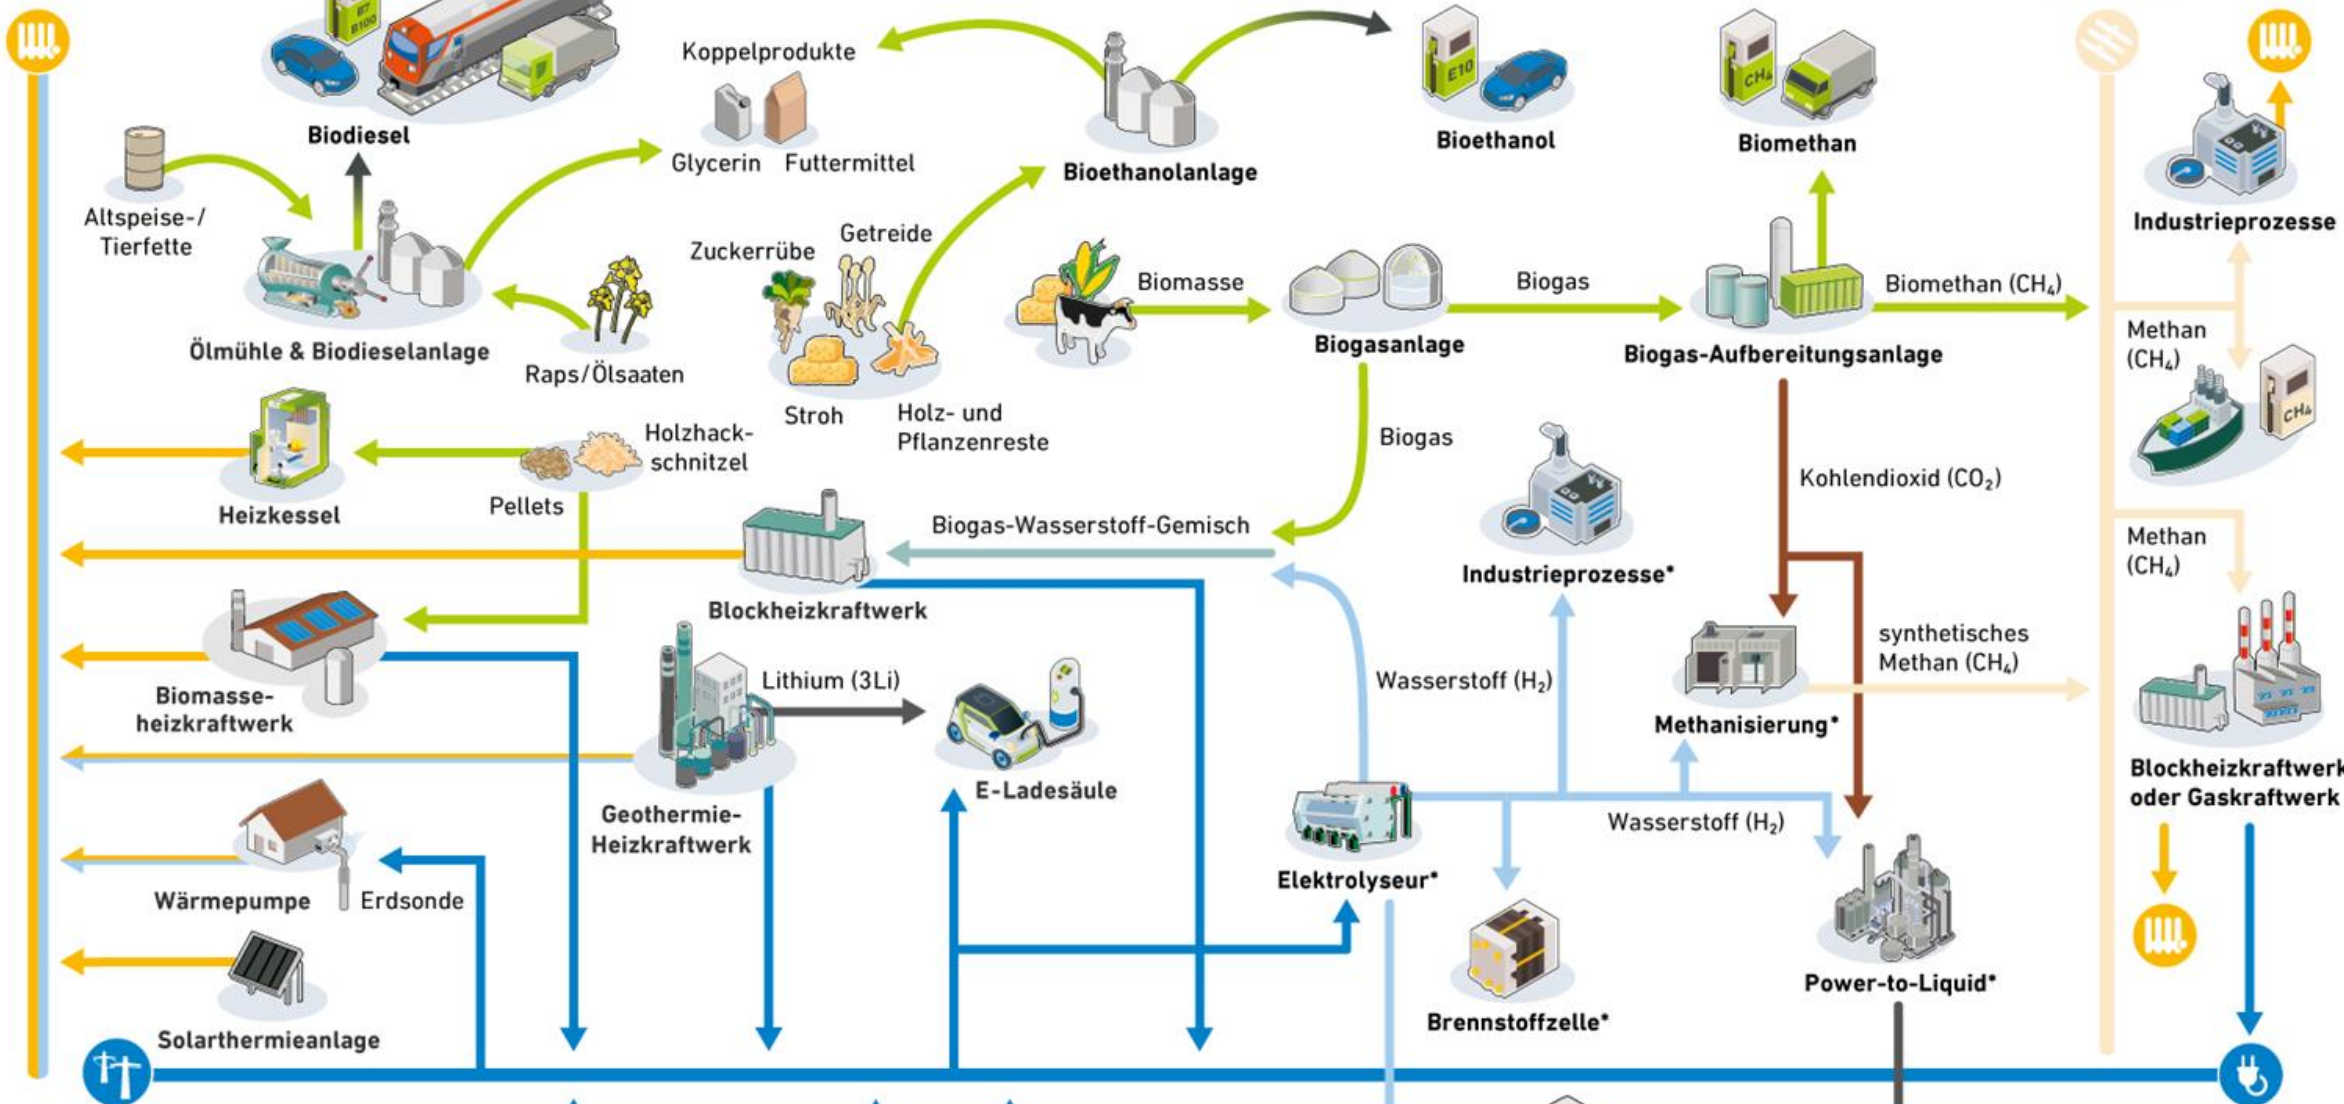 B7
B100
Biodiesel
Altspeise-/
Tierfette
Ölmühle & Biodieselanlage
Raps/Ölsaaten
Koppelprodukte
Glycerin
Futtermittel
Bioethanolanlage
E10
Bioethanol
CH₄
Biomethan
Industrieprozesse
Zuckerrübe
Getreide
Stroh
Holz- und
Pflanzenreste
Biomasse
Biogasanlage
Biogas
Biogas-Aufbereitungsanlage
Biomethan (CH₄)
Methan
(CH₄)
CH₄
Heizkessel
Pellets
Holzhack-
schnitzel
Biogas
Biogas-Wasserstoff-Gemisch
Blockheizkraftwerk
Industrieprozesse*
Kohlendioxid (CO₂)
Methan
(CH₄)
Biomasse-
heizkraftwerk
Lithium (3Li)
E-Ladesäule
Geothermie-
Heizkraftwerk
Wasserstoff (H₂)
synthetisches
Methan (CH₄)
Methanisierung*
Blockheizkraftwerk
oder Gaskraftwerk
Wasserstoff (H₂)
Elektrolyseur*
Wärmepumpe
Erdsonde
Brennstoffzelle*
Power-to-Liquid*
Solarthermieanlage